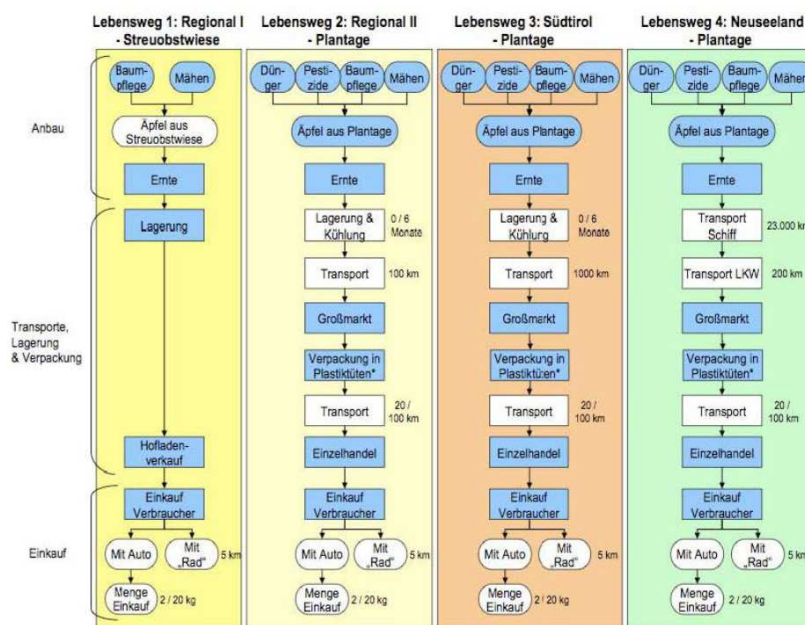 Lebensweg 1: Regional I
- Streuobstwiese
Baum-
pflege
Mähen
Äpfel aus
Streuobstwiese
Ernte
Lagerung
Hofladen-
verkauf
Einkauf
Verbraucher
Mit Auto
Mit
„Rad"
5 km
Menge
Einkauf
2 / 20 kg
Lebensweg 2: Regional II
- Plantage
Dün-
ger
Pesti-
zide
Baum-
pflege
Mähen
Äpfel aus Plantage
Ernte
Lagerung &
Kühlung
0 / 6
Monate
Transport
100 km
Großmarkt
Verpackung in
Plastiktüten*
Transport
20 /
100 km
Einzelhandel
Einkauf
Verbraucher
Mit Auto
Mit
„Rad"
5 km
Menge
Einkauf
2 / 20 kg
Lebensweg 3: Südtirol
- Plantage
Dün-
ger
Pesti-
zide
Baum-
pflege
Mähen
Äpfel aus Plantage
Ernte
Lagerung &
Kühlung
0 / 6
Monate
Transport
1000 km
Großmarkt
Verpackung in
Plastiktüten*
Transport
20 /
100 km
Einzelhandel
Einkauf
Verbraucher
Mit Auto
Mit
„Rad"
5 km
Menge
Einkauf
2 / 20 kg
Lebensweg 4: Neuseeland
- Plantage
Dün-
ger
Pesti-
zide
Baum-
pflege
Mähen
Äpfel aus Plantage
Ernte
Transport
Schiff
23.000 km
Transport LKW
200 km
Großmarkt
Verpackung in
Plastiktüten*
Transport
20 /
100 km
Einzelhandel
Einkauf
Verbraucher
Mit Auto
Mit
„Rad"
5 km
Menge
Einkauf
2 / 20 kg
Anbau
Transporte,
Lagerung
& Verpackung
Einkauf